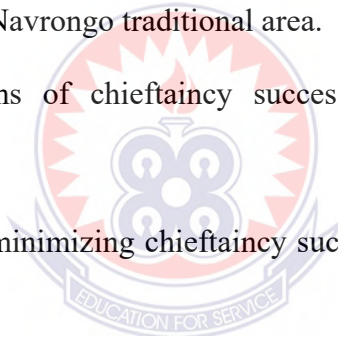 Navrongo traditional area.
ns of chieftaincy succes
minimizing chieftaincy suc
EDUCATION FOR SERVICE